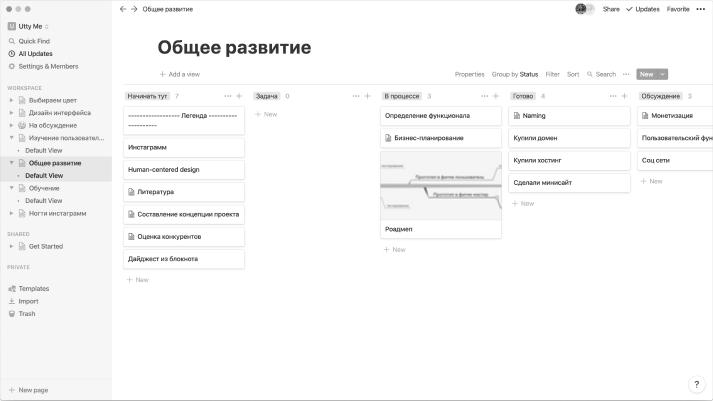 Utty Me
Quick Find
All Updates
Settings & Members
WORKSPACE
Выбираем цвет
Дизайн интерфейса
На обсуждение
Изучение пользовател...
Default View
Общее развитие
Default View
Обучение
Default View
Ногти инстаграмм
SHARED
Get Started
PRIVATE
Templates
Import
Trash
New page
Общее развитие
Share Updates Favorite
Общее развитие
Add a view
Properties Group by Status Filter Sort Search New
Начинать тут 7
------------------ Легенда ----------
----------
Инстаграмм
Human-centered design
Литература
Составление концепции проекта
Оценка конкурентов
Дайджест из блокнота
New
Задача 0
New
В процессе 3
Определение функционала
Бизнес-планирование
Роадмеп
New
Готово 4
Naming
Купили домен
Купили хостинг
Сделали минисайт
New
Обсуждение 3
Монетизация
Пользовательский фун
Соц сети
New
?